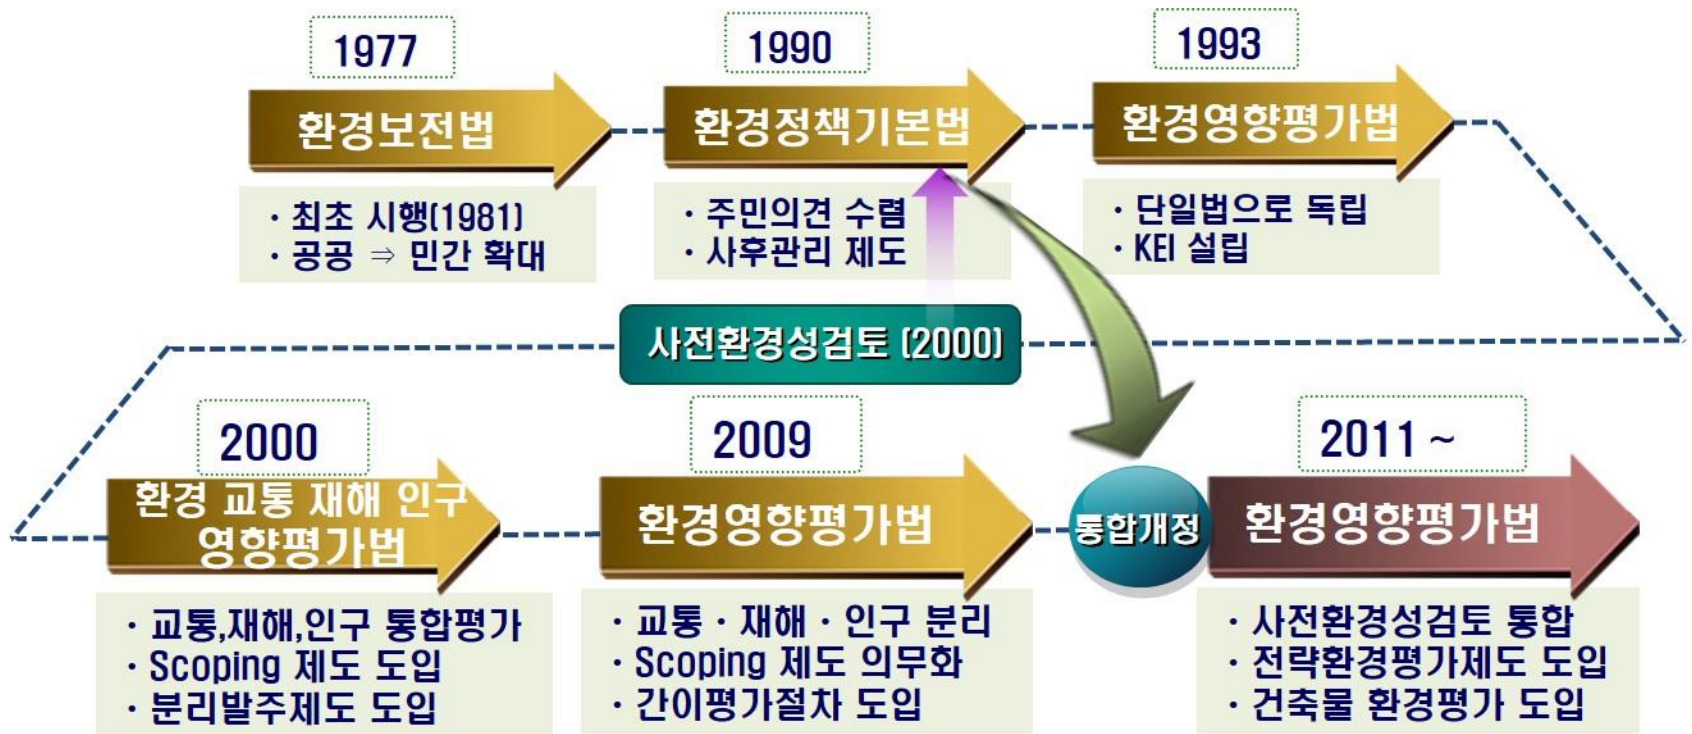 1977
환경보전법
· 최초 시행(1981)
· 공공 ⇒ 민간 확대
1990
환경정책기본법
· 주민의견 수렴
· 사후관리 제도
1993
환경영향평가법
· 단일법으로 독립
· KEI 설립
사전환경성검토 (2000)
2000
환경 교통 재해 인구
영향평가법
· 교통,재해,인구 통합평가
· Scoping 제도 도입
· 분리발주제도 도입
2009
환경영향평가법
· 교통 · 재해 · 인구 분리
· Scoping 제도 의무화
· 간이평가절차 도입
통합개정
2011 ~
환경영향평가법
· 사전환경성검토 통합
· 전략환경평가제도 도입
· 건축물 환경평가 도입